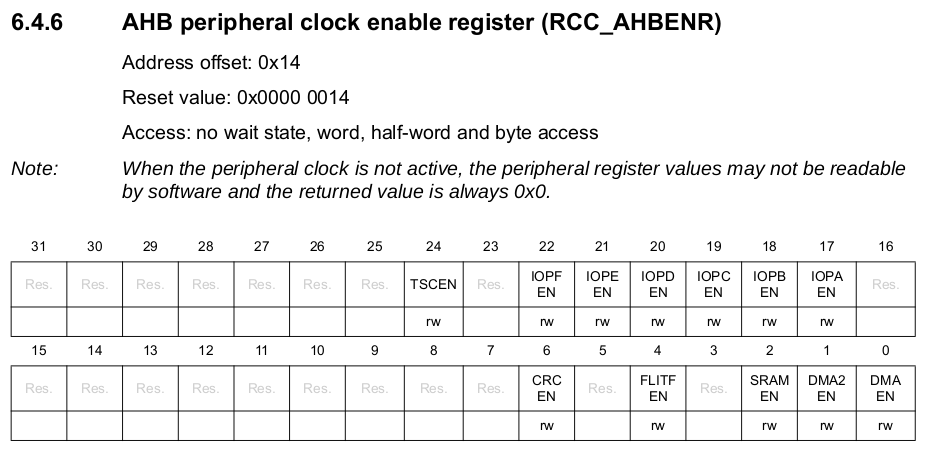 6.4.6 AHB peripheral clock enable register (RCC_AHBENR)
Address offset: 0x14
Reset value: 0x0000 0014
Access: no wait state, word, half-word and byte access
Note: When the peripheral clock is not active, the peripheral register values may not be readable
by software and the returned value is always 0x0.
31 30 29 28 27 26 25 24 23 22 21 20 19 18 17 16
Res. Res. Res. Res. Res. Res. Res. TSCEN Res. IOPF EN IOPE EN IOPD EN IOPC EN IOPB EN IOPA EN Res.
rw rw rw rw rw rw rw
15 14 13 12 11 10 9 8 7 6 5 4 3 2 1 0
Res. Res. Res. Res. Res. Res. Res. Res. Res. CRC EN Res. FLITF EN Res. SRAM EN DMA2 EN DMA EN
rw rw rw rw rw